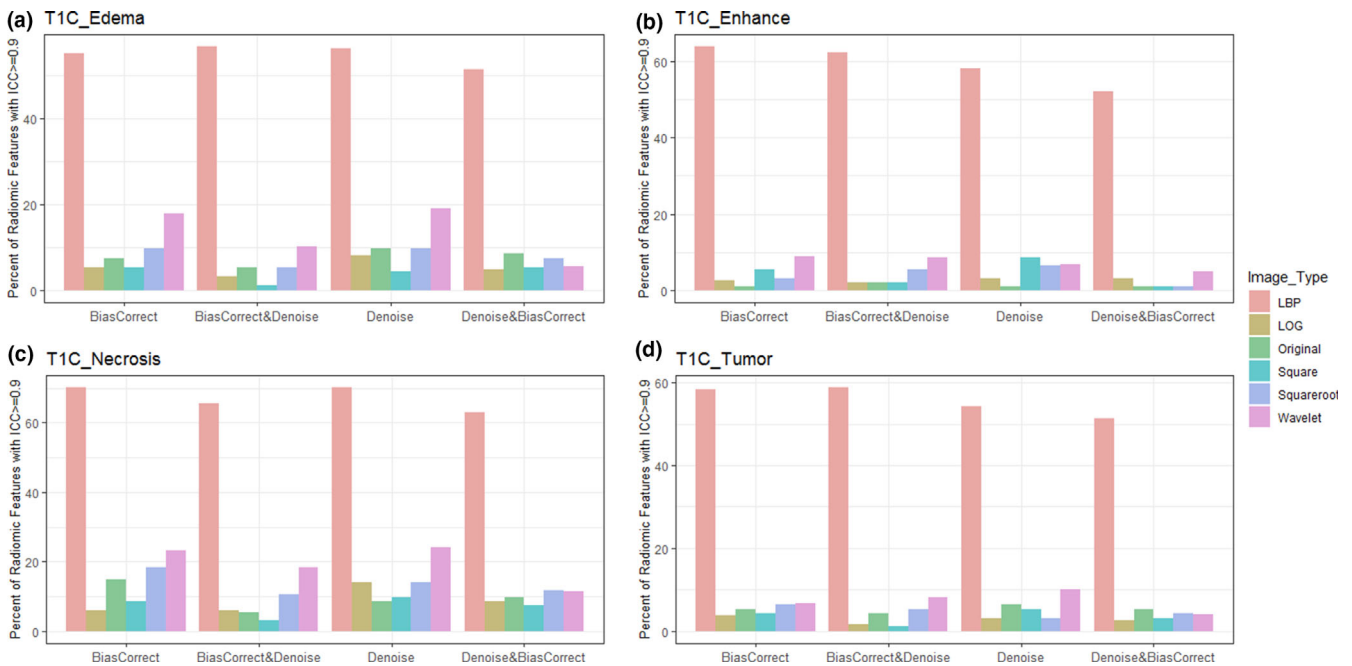 (a) T1C_Edema
Percent of Radiomic Features with ICC>=0.9
40
20
0
BiasCorrect BiasCorrect&Denoise Denoise Denoise&BiasCorrect
(b) T1C_Enhance
Percent of Radiomic Features with ICC>=0.9
60
40
20
0
BiasCorrect BiasCorrect&Denoise Denoise Denoise&BiasCorrect
(c) T1C_Necrosis
Percent of Radiomic Features with ICC>=0.9
60
40
20
0
BiasCorrect BiasCorrect&Denoise Denoise Denoise&BiasCorrect
(d) T1C_Tumor
Percent of Radiomic Features with ICC>=0.9
60
40
20
0
BiasCorrect BiasCorrect&Denoise Denoise Denoise&BiasCorrect
Image_Type
LBP
LOG
Original
Square
Squareroot
Wavelet